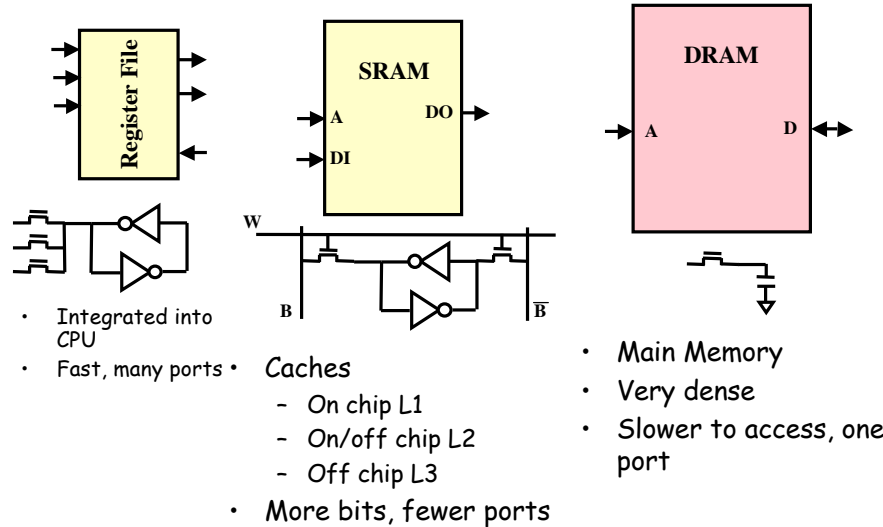 Register File
SRAM
A
DO
DI
DRAM
A
D
W
B
B̅
• Integrated into
CPU
• Fast, many ports
• Caches
– On chip L1
– On/off chip L2
– Off chip L3
• More bits, fewer ports
• Main Memory
• Very dense
• Slower to access, one
port